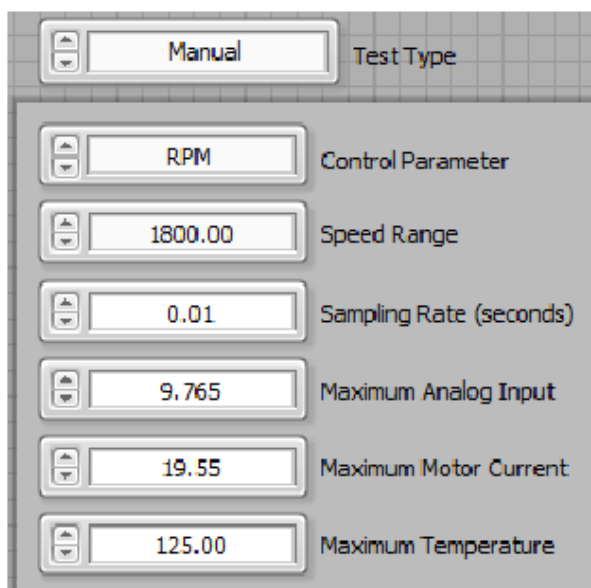 Manual Test Type
RPM Control Parameter
1800.00 Speed Range
0.01 Sampling Rate (seconds)
9.765 Maximum Analog Input
19.55 Maximum Motor Current
125.00 Maximum Temperature